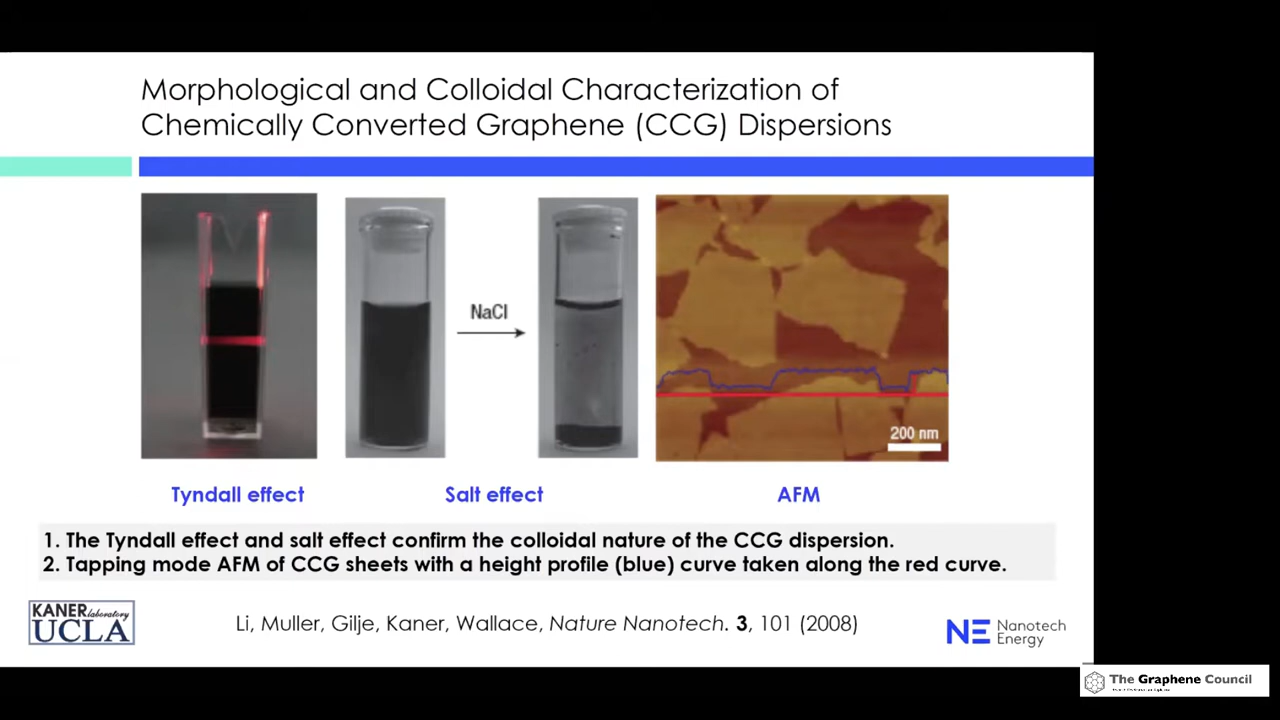 Morphological and Colloidal Characterization of
Chemically Converted Graphene (CCG) Dispersions
NaCl
200 nm
Tyndall effect
Salt effect
AFM
1. The Tyndall effect and salt effect confirm the colloidal nature of the CCG dispersion.
2. Tapping mode AFM of CCG sheets with a height profile (blue) curve taken along the red curve.
KANER laboratory
UCLA
Li, Muller, Gilje, Kaner, Wallace, Nature Nanotech. 3, 101 (2008)
NE Nanotech
Energy
The Graphene Council